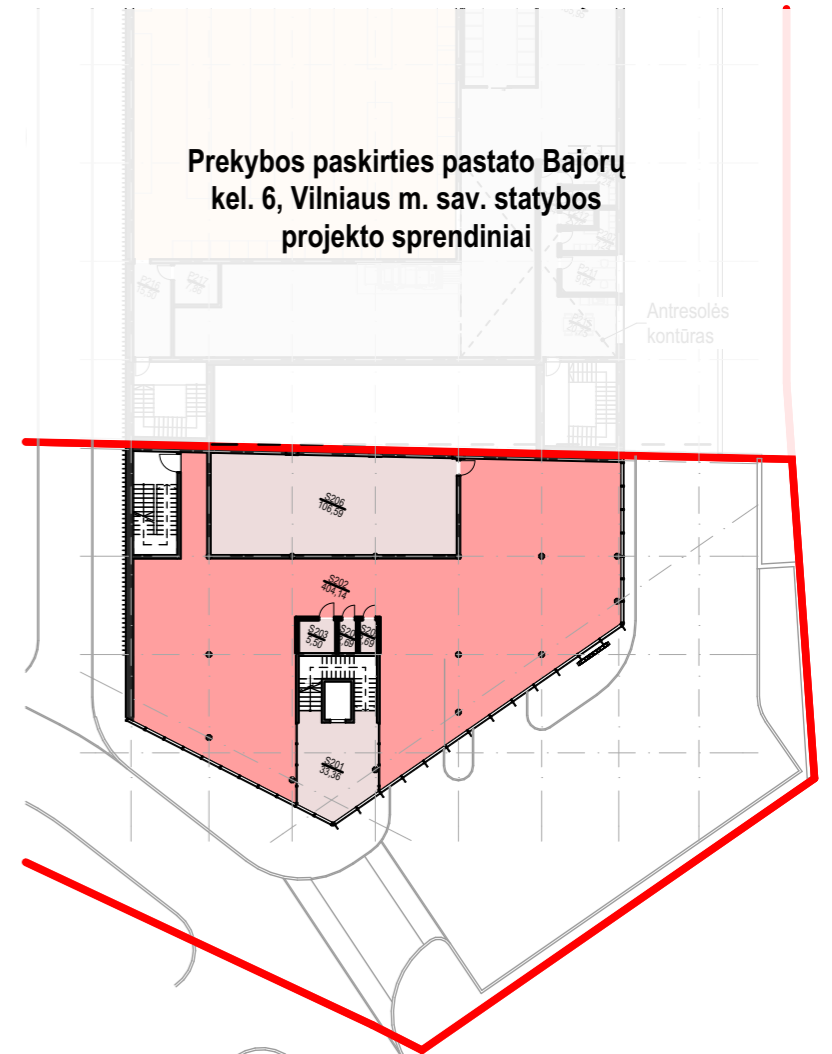 Prekybos paskirties pastato Bajorų
kel. 6, Vilniaus m. sav. statybos
projekto sprendiniai
Antresolės
kontūras
S206
106,59
S202
404,14
S203
5,50
S201
33,36